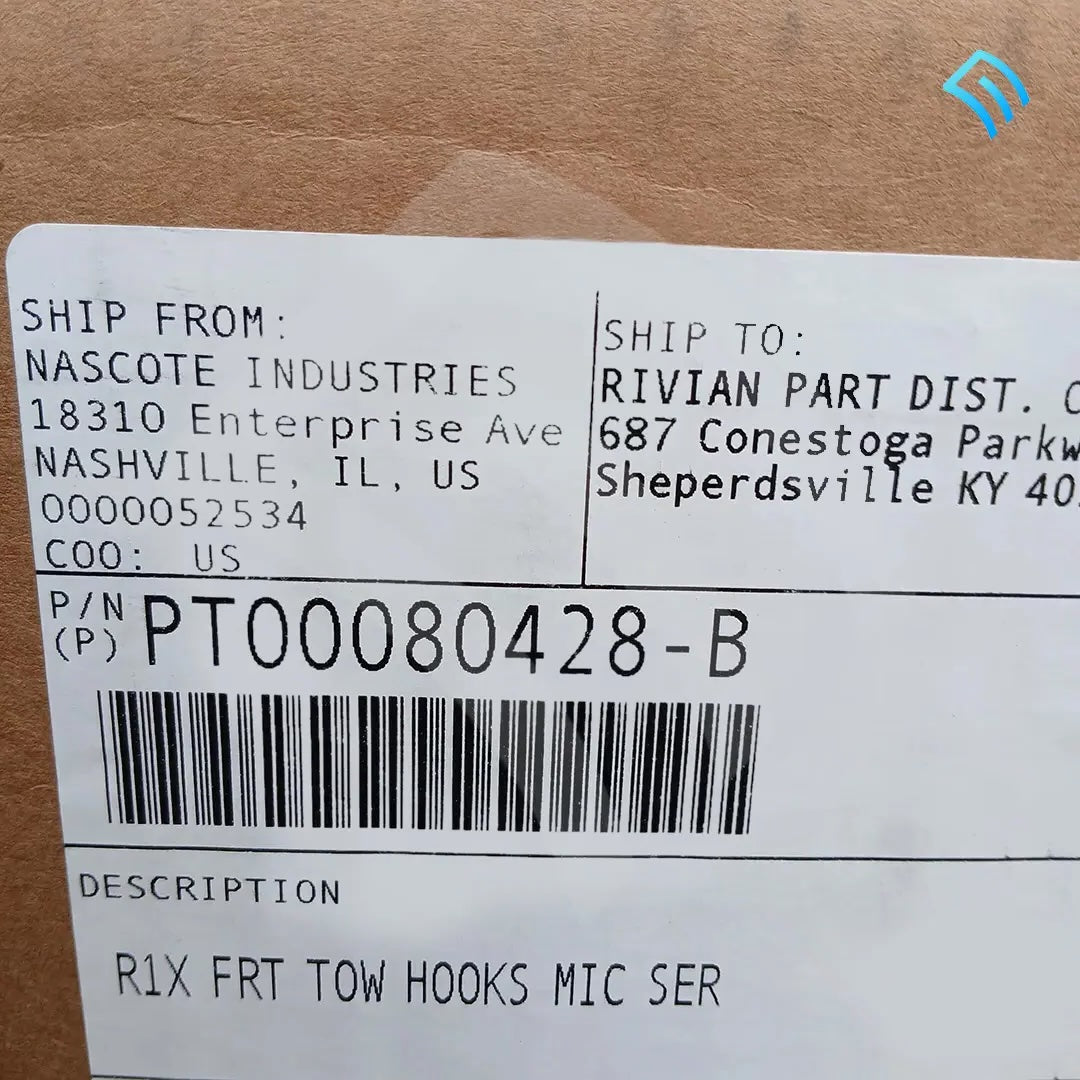 SHIP FROM:
NASCOTE INDUSTRIES
18310 Enterprise Ave
NASHVILLE, IL, US
0000052534
COO: US
SHIP TO:
RIVIAN PART DIST.
687 Conestoga
Sheperdsville KY
P/N
(P)
PT00080428-B
DESCRIPTION
R1X FRT TOW HOOKS MIC SER